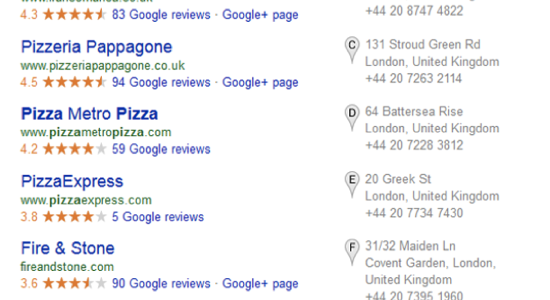 4.3 83 Google reviews · Google+ page
+44 20 8747 4822
Pizzeria Pappagone
www.pizzeriapappagone.co.uk
4.5 94 Google reviews · Google+ page
C 131 Stroud Green Rd
London, United Kingdom
+44 20 7263 2114
Pizza Metro Pizza
www.pizzametropizza.com
4.2 59 Google reviews
D 64 Battersea Rise
London, United Kingdom
+44 20 7228 3812
PizzaExpress
www.pizzaexpress.com
3.8 5 Google reviews
E 20 Greek St
London, United Kingdom
+44 20 7734 7430
Fire & Stone
fireandstone.com
3.6 90 Google reviews · Google+ page
F 31/32 Maiden Ln
Covent Garden, London,
United Kingdom
+44 20 7395 1960